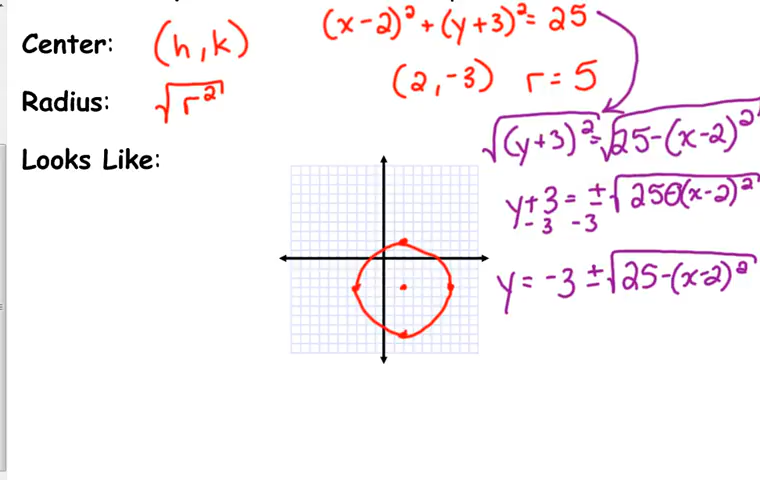 Center: (h, k)
(x-2)² + (y+3)² = 25
(2, -3) r = 5
Radius: √r²
√(y+3)² = √25-(x-2)²
Looks Like:
y+3 = ±√25-(x-2)²
-3 -3
y = -3 ±√25-(x-2)²